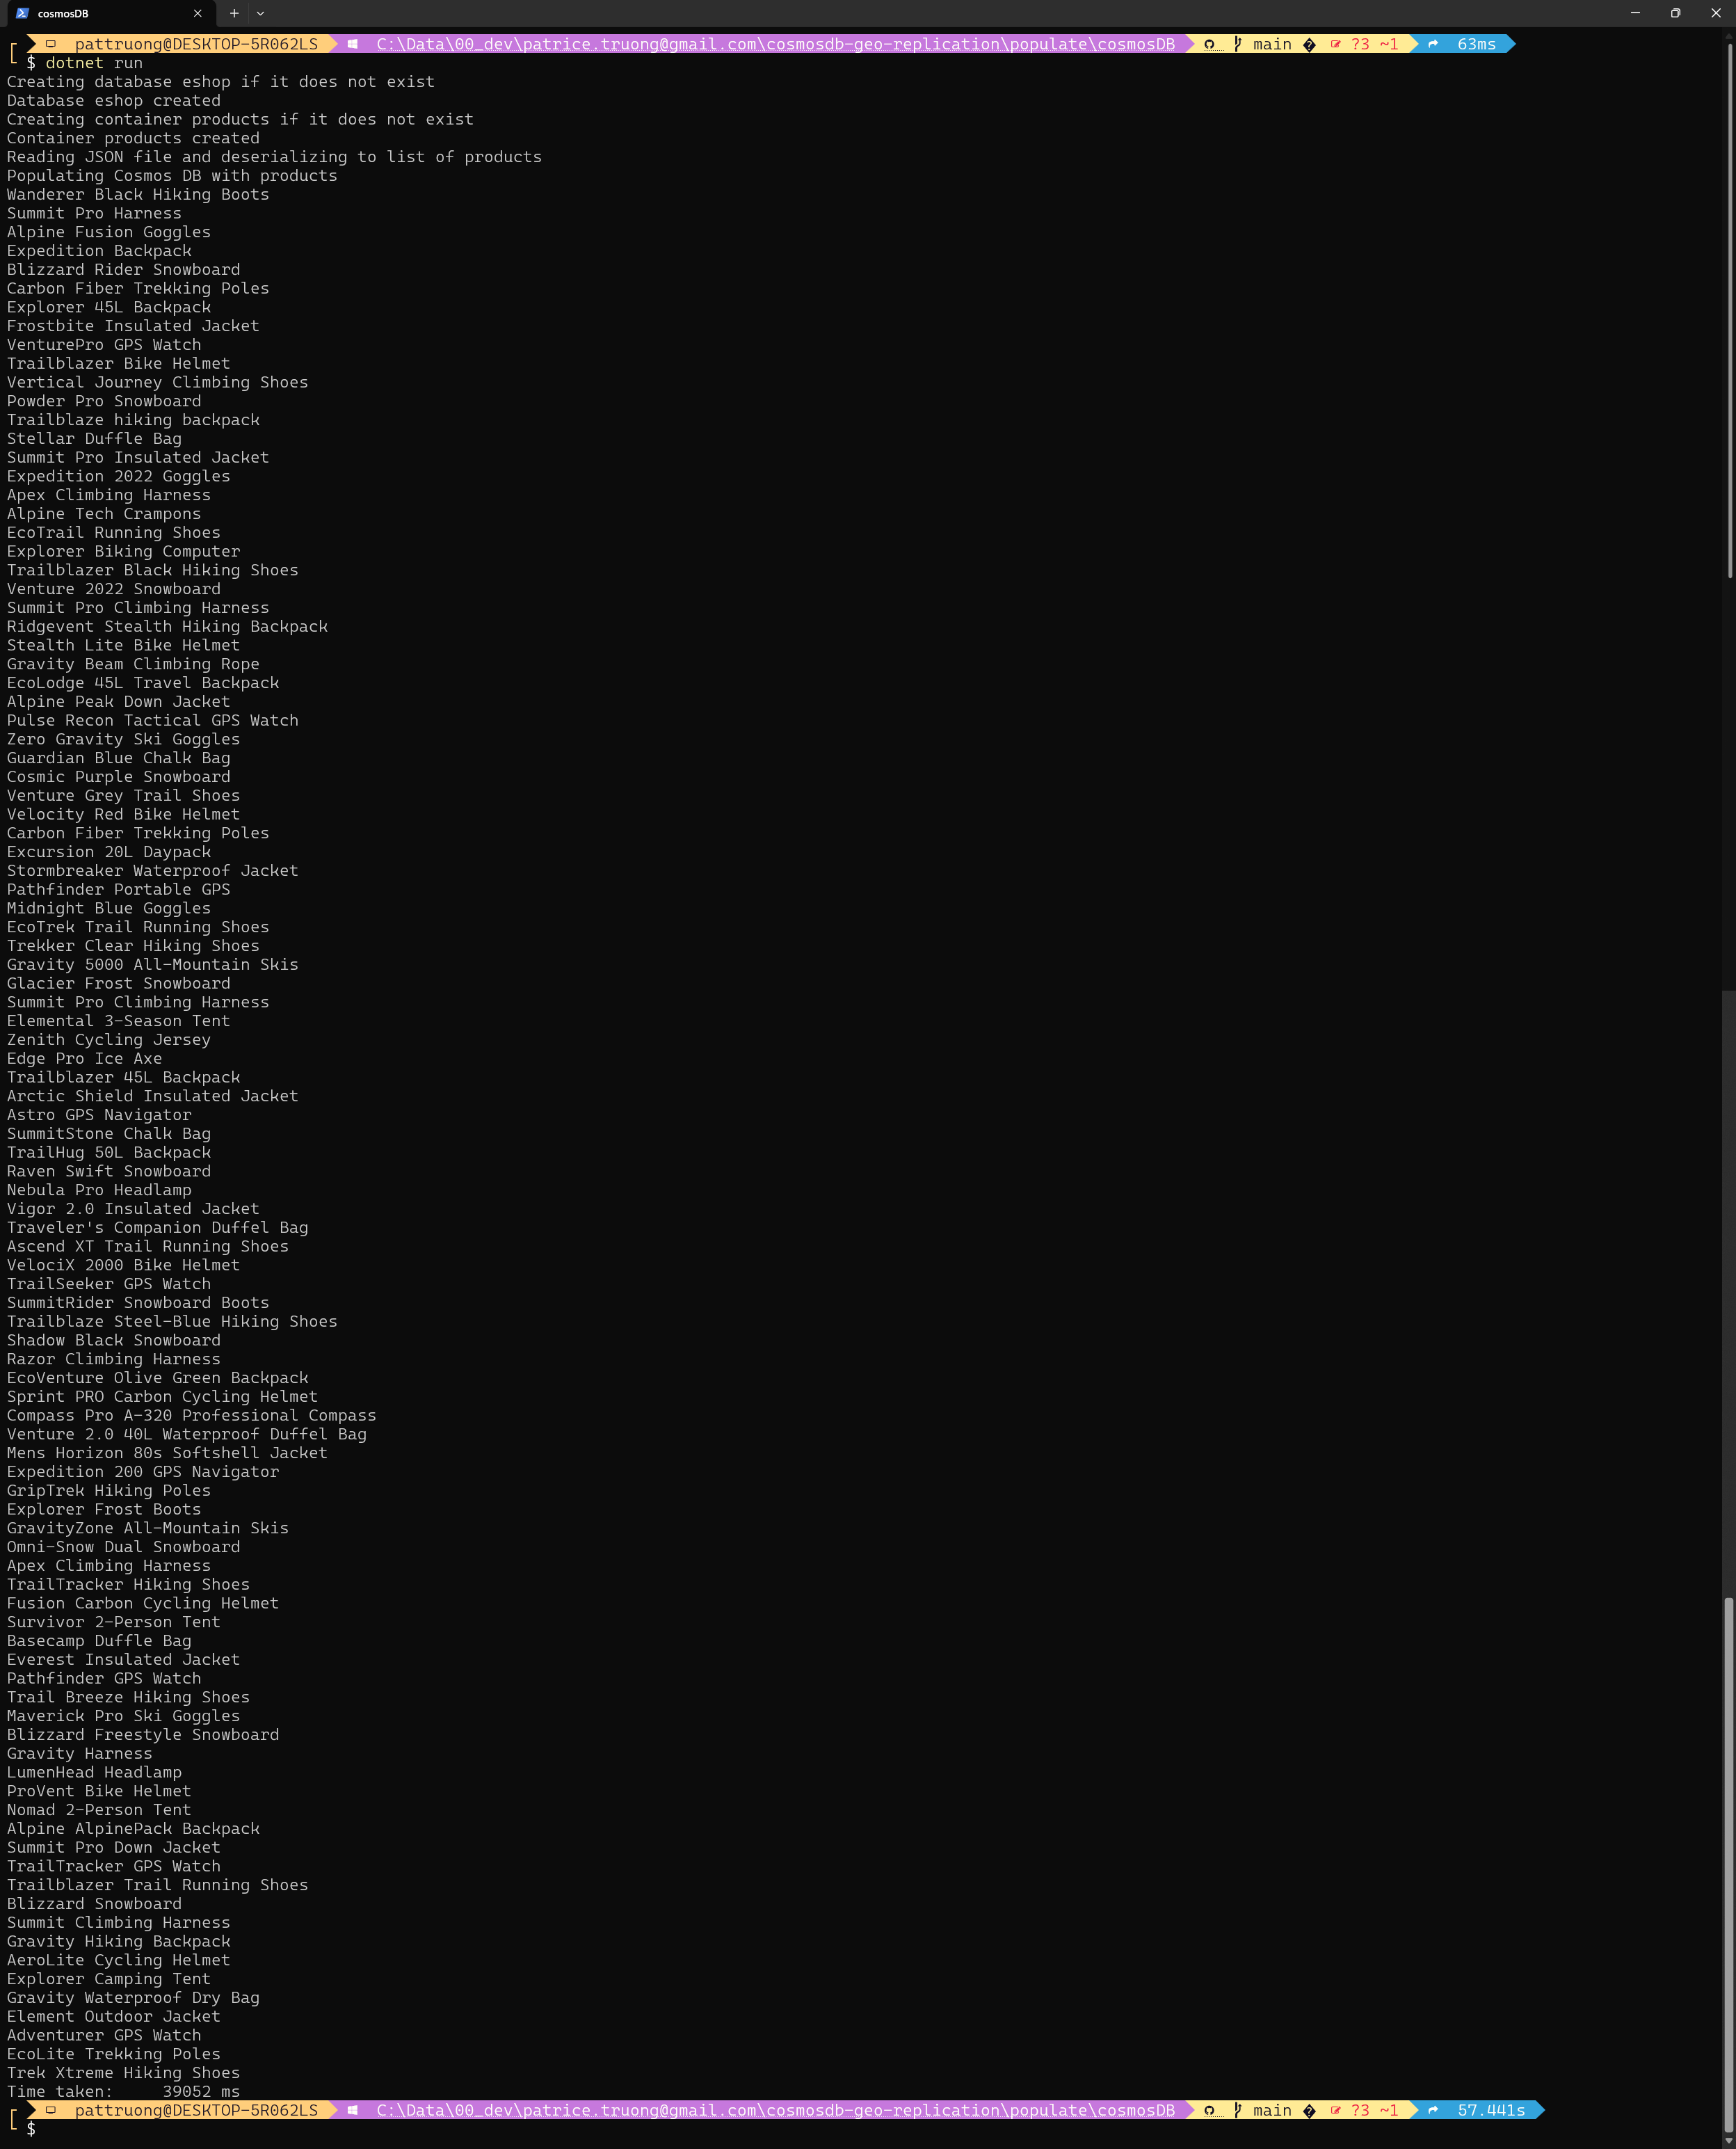 cosmosDB
pattruong@DESKTOP-5R062LS C:\Data\00_dev\patrice.truong@gmail.com\cosmosdb-geo-replication\populate\cosmosDB main � ?3 ~1 63ms
$ dotnet run
Creating database eshop if it does not exist
Database eshop created
Creating container products if it does not exist
Container products created
Reading JSON file and deserializing to list of products
Populating Cosmos DB with products
Wanderer Black Hiking Boots
Summit Pro Harness
Alpine Fusion Goggles
Expedition Backpack
Blizzard Rider Snowboard
Carbon Fiber Trekking Poles
Explorer 45L Backpack
Frostbite Insulated Jacket
VenturePro GPS Watch
Trailblazer Bike Helmet
Vertical Journey Climbing Shoes
Powder Pro Snowboard
Trailblaze hiking backpack
Stellar Duffle Bag
Summit Pro Insulated Jacket
Expedition 2022 Goggles
Apex Climbing Harness
Alpine Tech Crampons
EcoTrail Running Shoes
Explorer Biking Computer
Trailblazer Black Hiking Shoes
Venture 2022 Snowboard
Summit Pro Climbing Harness
Ridgevent Stealth Hiking Backpack
Stealth Lite Bike Helmet
Gravity Beam Climbing Rope
EcoLodge 45L Travel Backpack
Alpine Peak Down Jacket
Pulse Recon Tactical GPS Watch
Zero Gravity Ski Goggles
Guardian Blue Chalk Bag
Cosmic Purple Snowboard
Venture Grey Trail Shoes
Velocity Red Bike Helmet
Carbon Fiber Trekking Poles
Excursion 20L Daypack
Stormbreaker Waterproof Jacket
Pathfinder Portable GPS
Midnight Blue Goggles
EcoTrek Trail Running Shoes
Trekker Clear Hiking Shoes
Gravity 5000 All-Mountain Skis
Glacier Frost Snowboard
Summit Pro Climbing Harness
Elemental 3-Season Tent
Zenith Cycling Jersey
Edge Pro Ice Axe
Trailblazer 45L Backpack
Arctic Shield Insulated Jacket
Astro GPS Navigator
SummitStone Chalk Bag
TrailHug 50L Backpack
Raven Swift Snowboard
Nebula Pro Headlamp
Vigor 2.0 Insulated Jacket
Traveler's Companion Duffel Bag
Ascend XT Trail Running Shoes
VelociX 2000 Bike Helmet
TrailSeeker GPS Watch
SummitRider Snowboard Boots
Trailblaze Steel-Blue Hiking Shoes
Shadow Black Snowboard
Razor Climbing Harness
EcoVenture Olive Green Backpack
Sprint PRO Carbon Cycling Helmet
Compass Pro A-320 Professional Compass
Venture 2.0 40L Waterproof Duffel Bag
Mens Horizon 80s Softshell Jacket
Expedition 200 GPS Navigator
GripTrek Hiking Poles
Explorer Frost Boots
GravityZone All-Mountain Skis
Omni-Snow Dual Snowboard
Apex Climbing Harness
TrailTracker Hiking Shoes
Fusion Carbon Cycling Helmet
Survivor 2-Person Tent
Basecamp Duffle Bag
Everest Insulated Jacket
Pathfinder GPS Watch
Trail Breeze Hiking Shoes
Maverick Pro Ski Goggles
Blizzard Freestyle Snowboard
Gravity Harness
LumenHead Headlamp
ProVent Bike Helmet
Nomad 2-Person Tent
Alpine AlpinePack Backpack
Summit Pro Down Jacket
TrailTracker GPS Watch
Trailblazer Trail Running Shoes
Blizzard Snowboard
Summit Climbing Harness
Gravity Hiking Backpack
AeroLite Cycling Helmet
Explorer Camping Tent
Gravity Waterproof Dry Bag
Element Outdoor Jacket
Adventurer GPS Watch
EcoLite Trekking Poles
Trek Xtreme Hiking Shoes
Time taken: 39052 ms
pattruong@DESKTOP-5R062LS C:\Data\00_dev\patrice.truong@gmail.com\cosmosdb-geo-replication\populate\cosmosDB main � ?3 ~1 57.441s
$